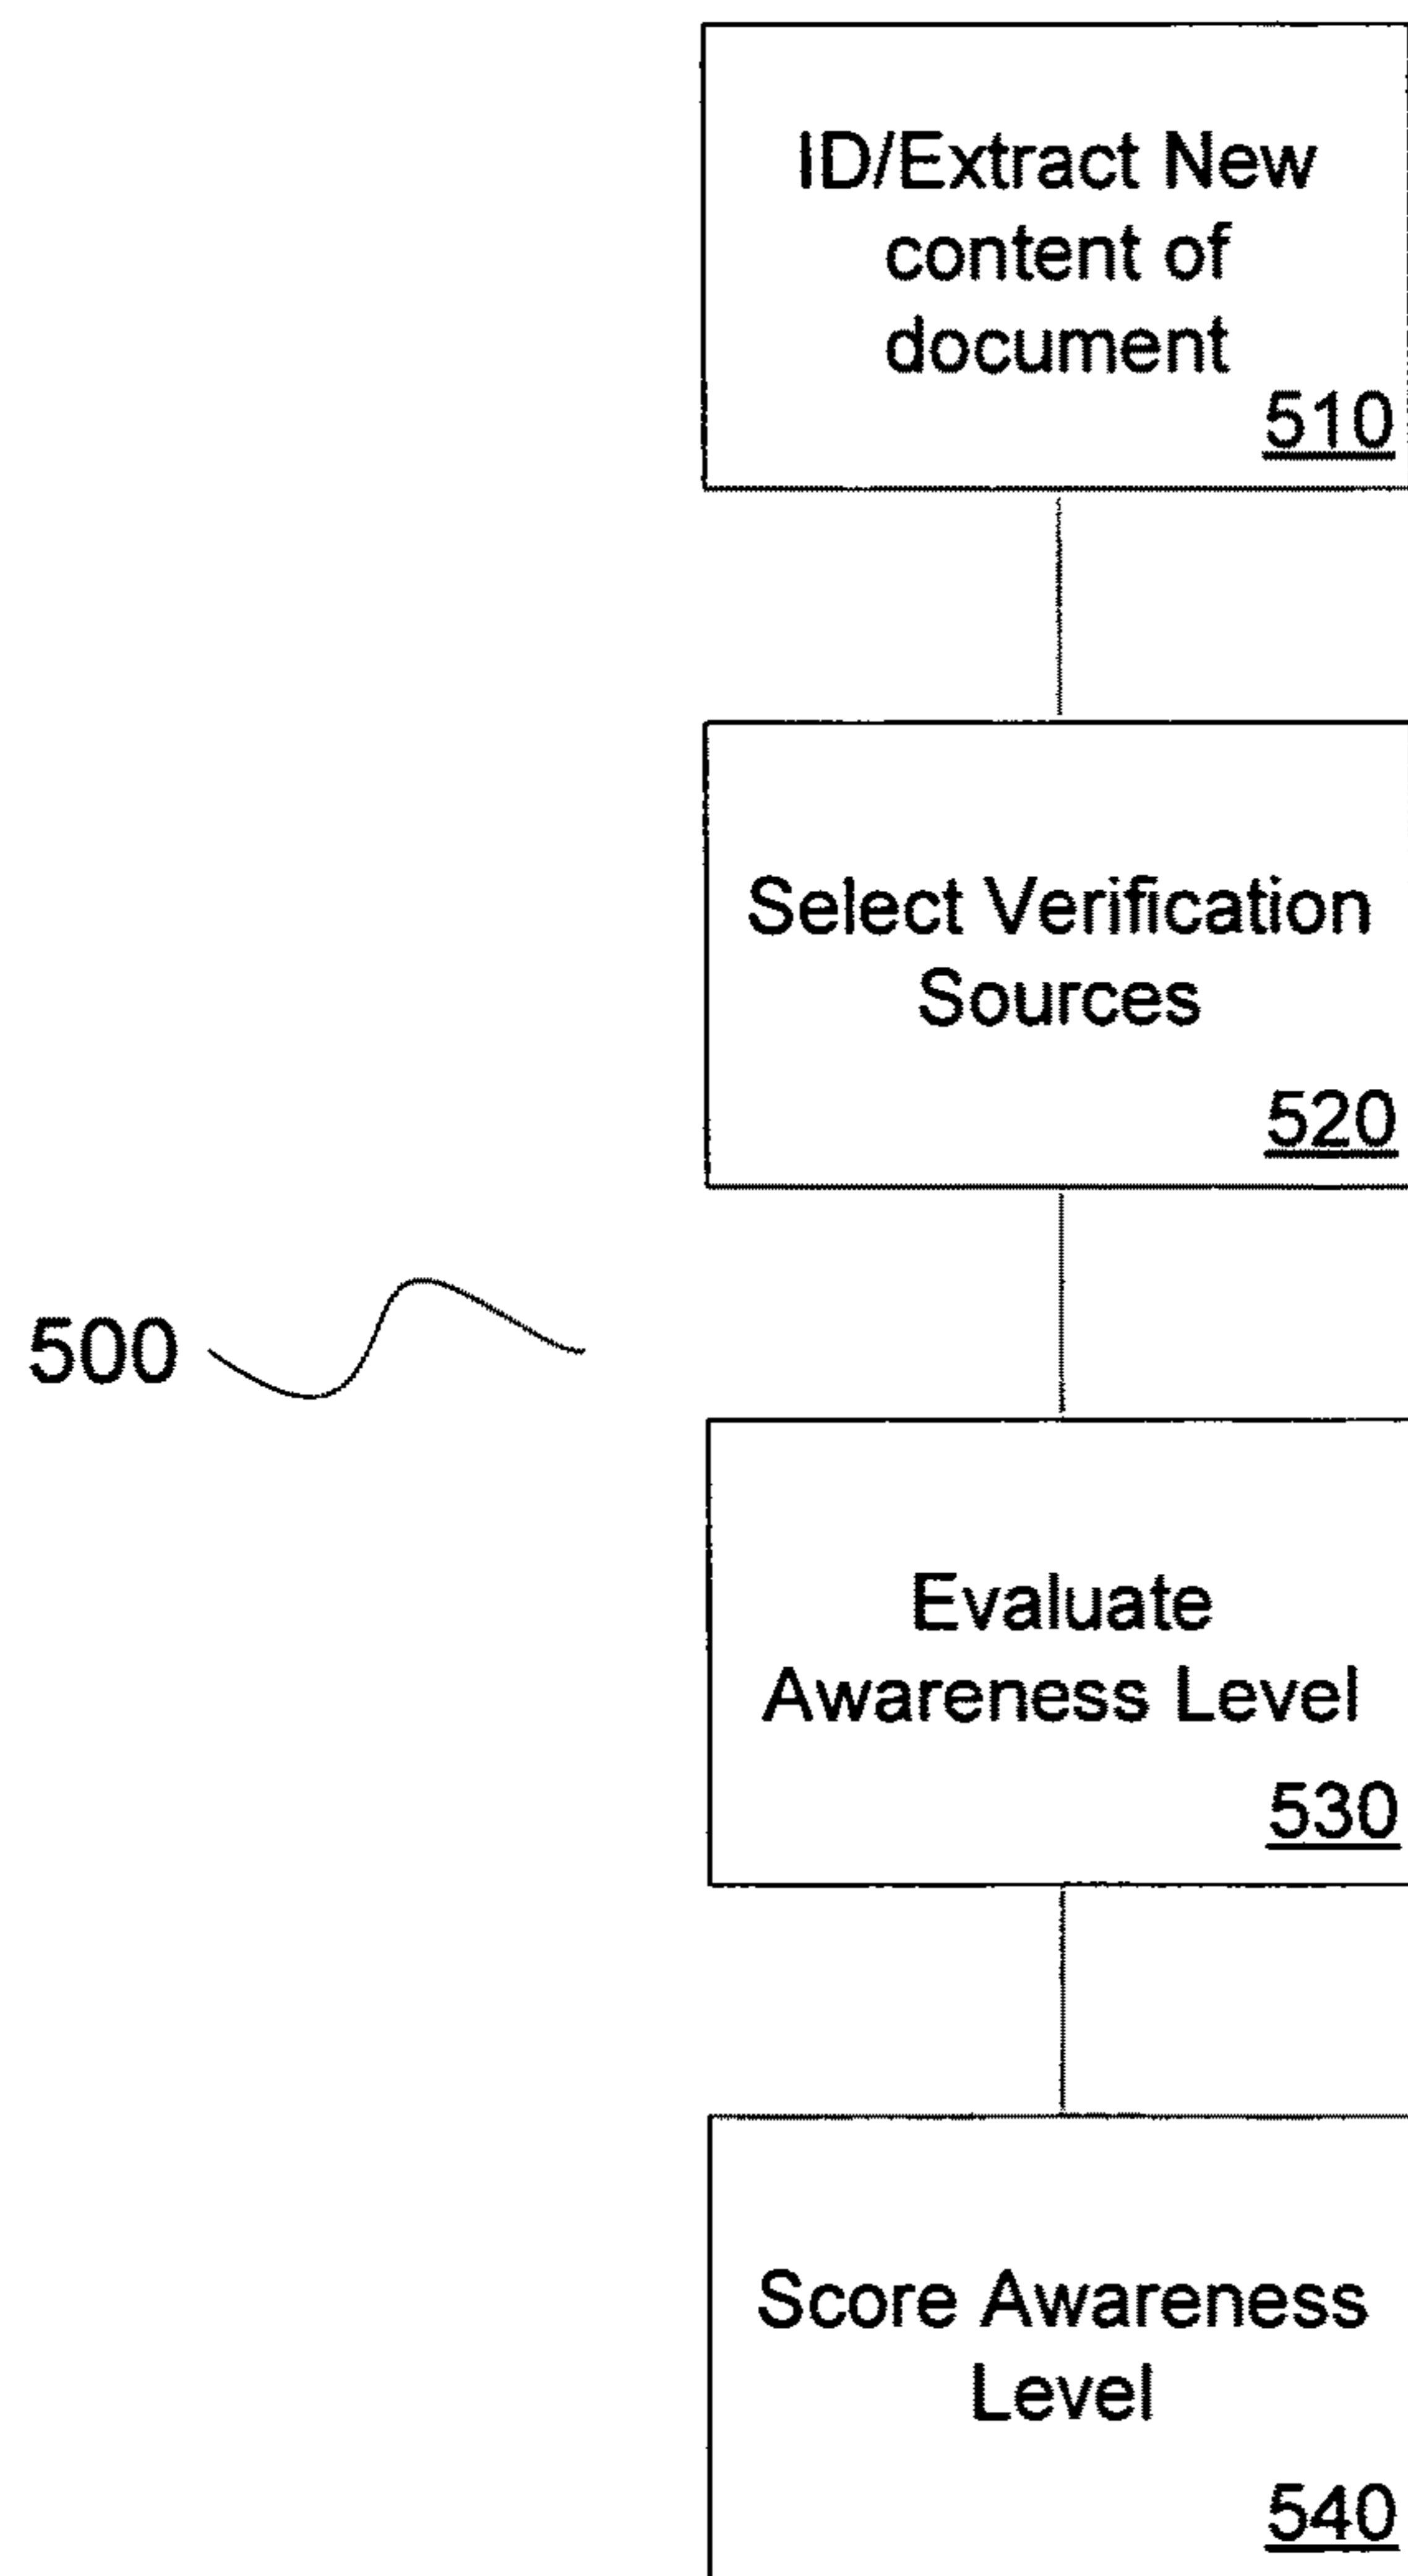 ID/Extract New
content of
document
510
Select Verification
Sources
520
500
Evaluate
Awareness Level
530
Score Awareness
Level
540